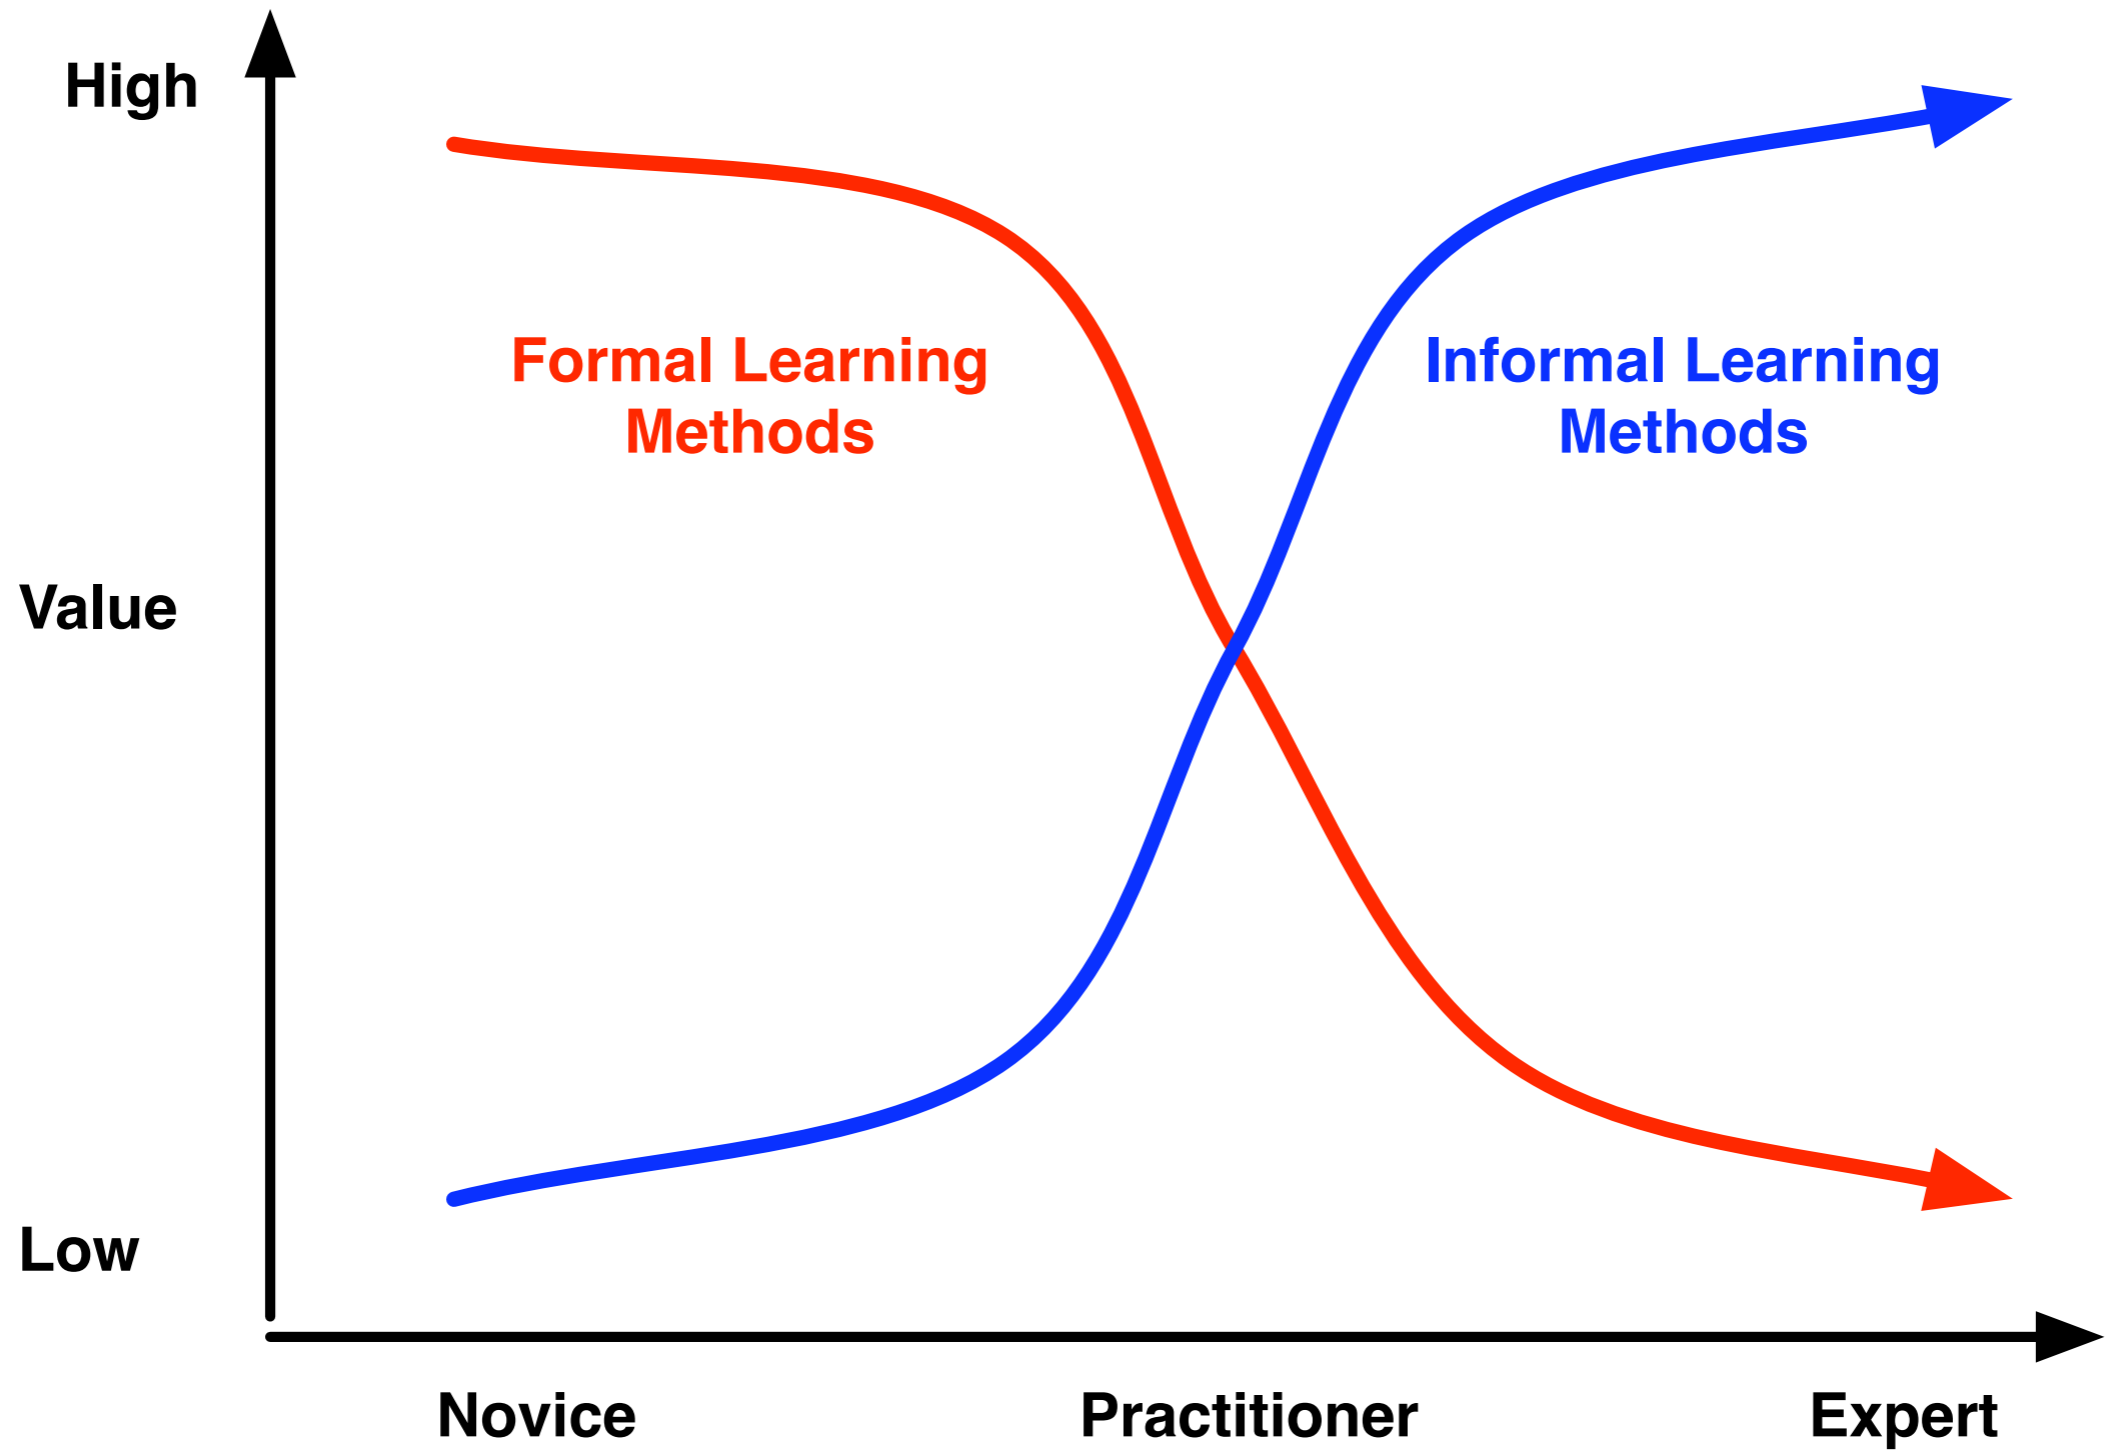 High
Formal Learning
Methods
Informal Learning
Methods
Value
Low
Novice
Practitioner
Expert